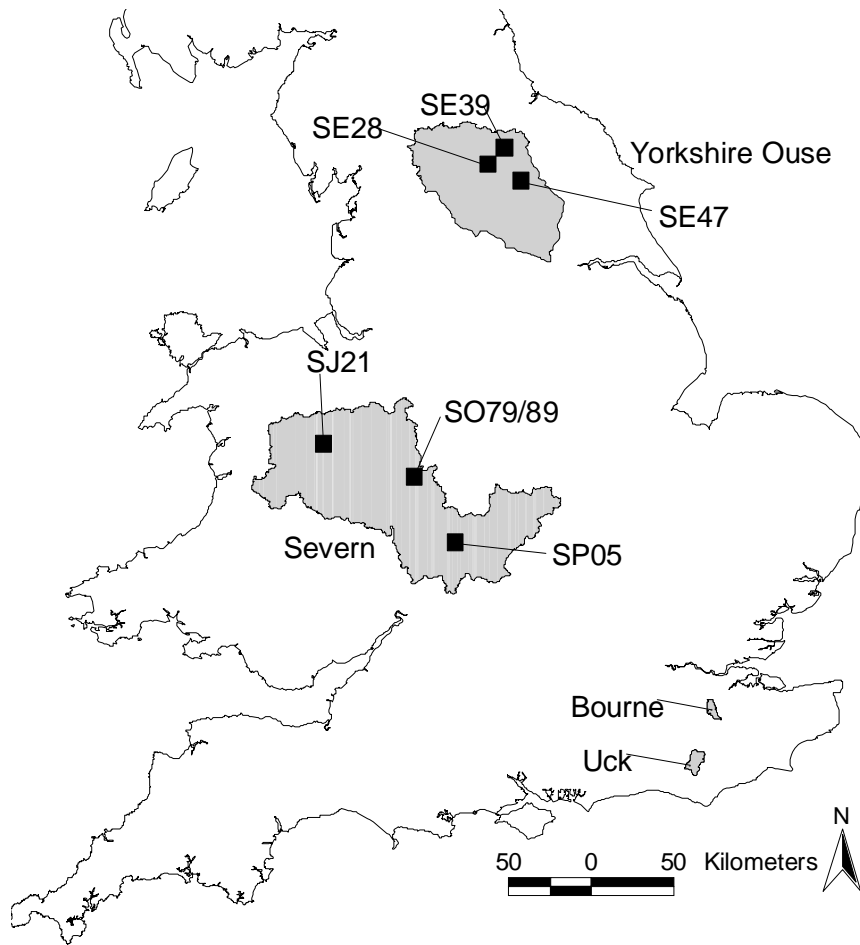 SE39
SE28
Yorkshire Ouse
SE47
SJ21
SO79/89
Severn
SP05
Bourne
Uck
N
50 0 50 Kilometers